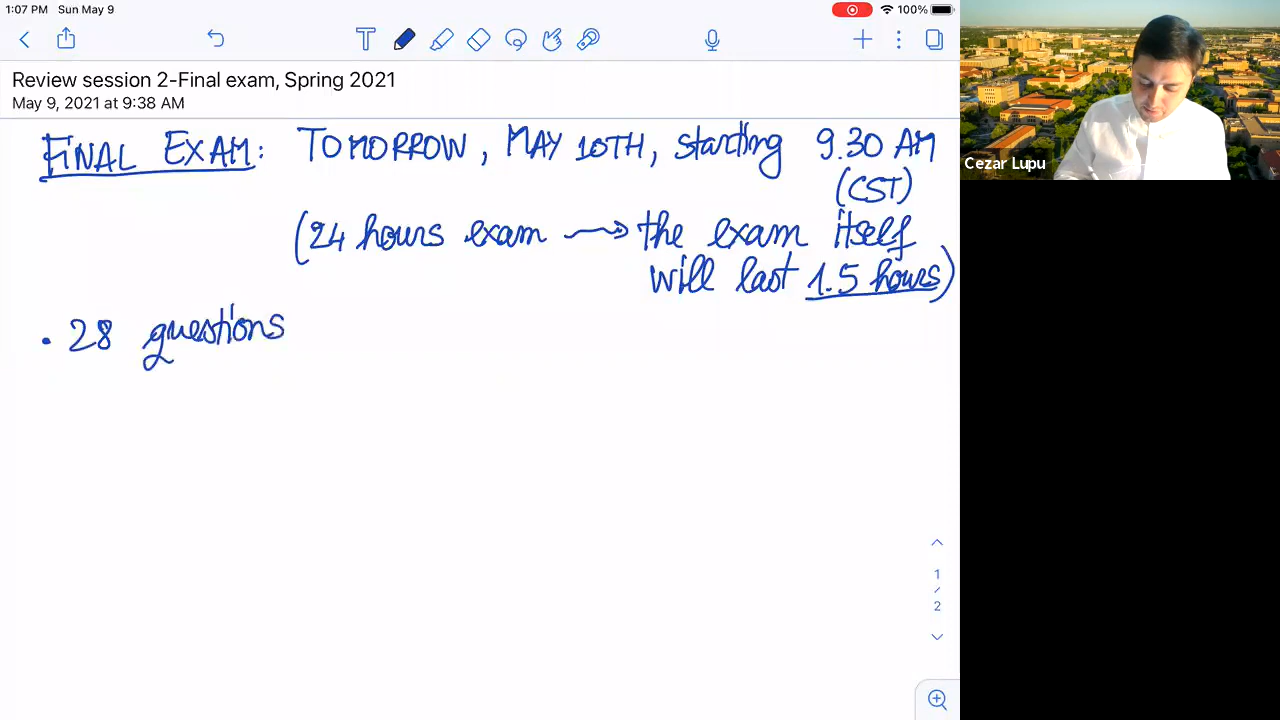 1:07 PM Sun May 9
100%
Review session 2-Final exam, Spring 2021
May 9, 2021 at 9:38 AM
FINAL EXAM: TOMORROW, MAY 10TH, starting 9.30 AM
(CST)
(24 hours exam → the exam itself
will last 1.5 hours)
• 28 questions
Cezar Lupu
1
/
2